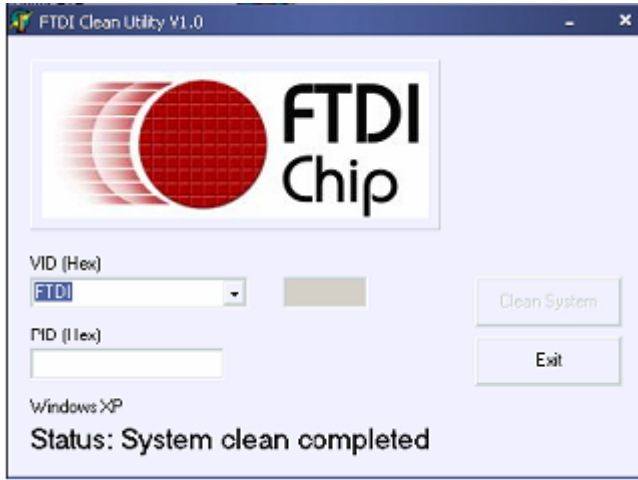 FTDI Clean Utility V1.0
FTDI
Chip
VID (Hex)
FTDI
Clean System
PID (Hex)
Exit
Windows XP
Status: System clean completed